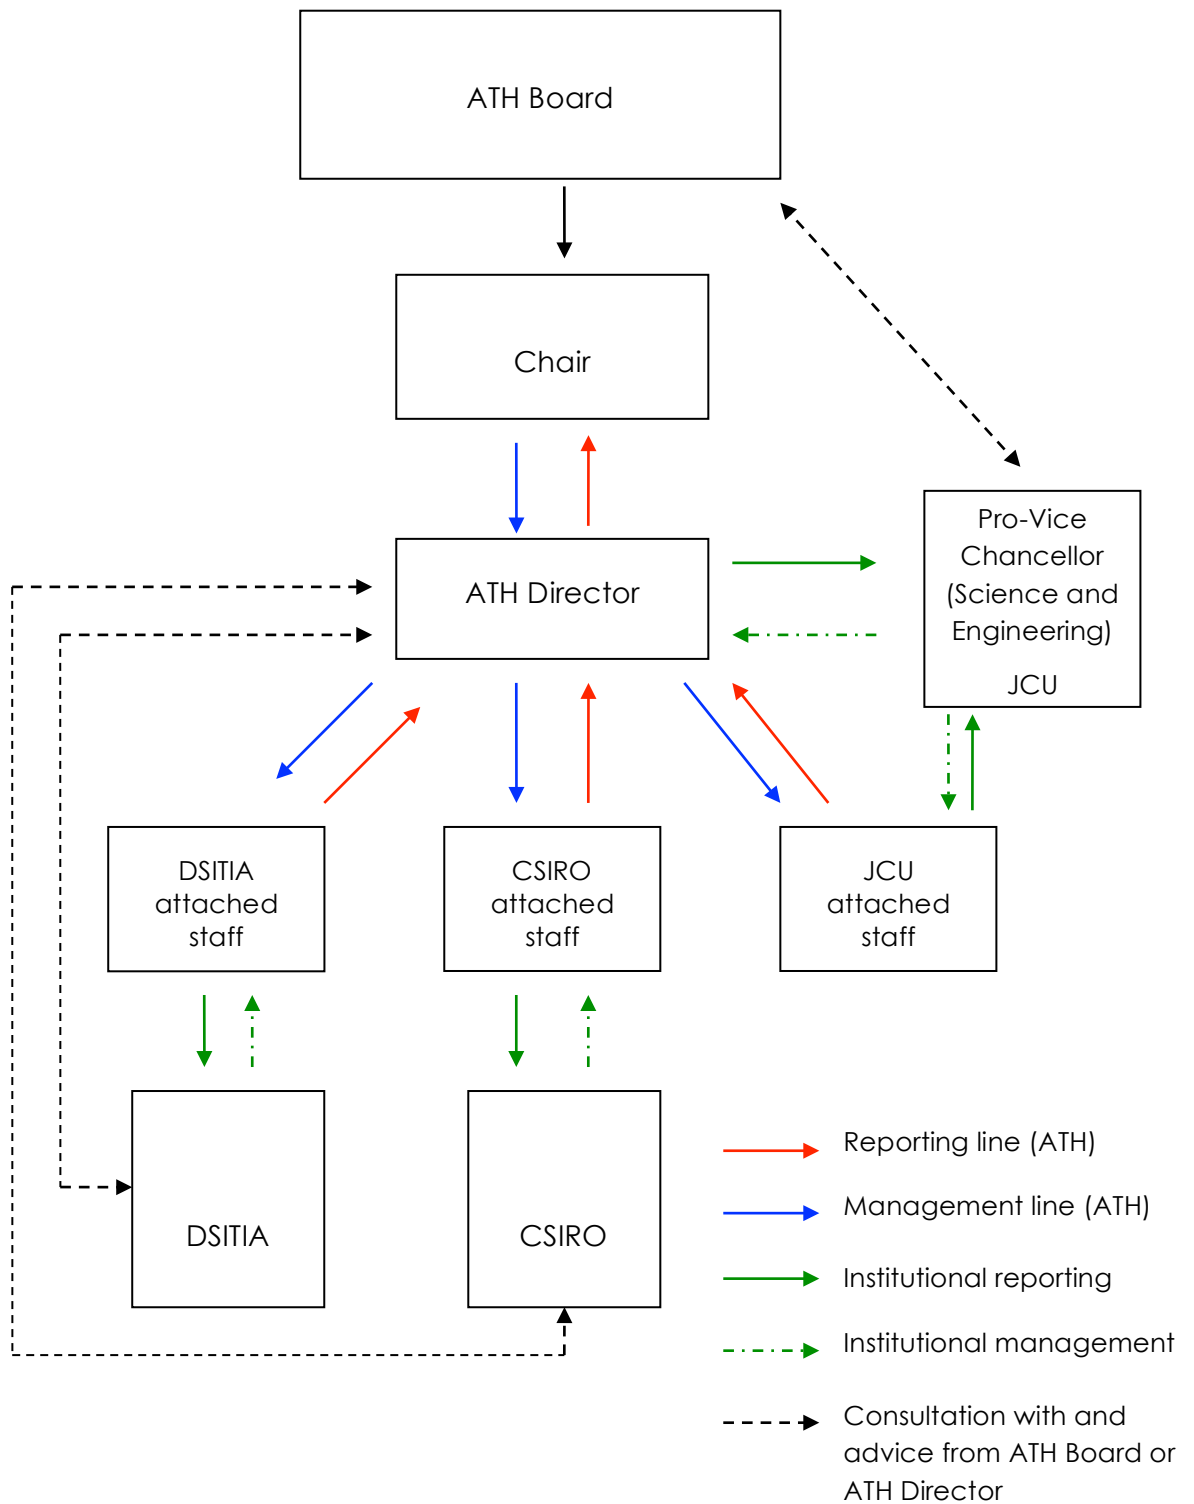 ATH Board
Chair
Pro-Vice
Chancellor
(Science and
Engineering)
JCU
ATH Director
DSITIA
attached
staff
CSIRO
attached
staff
JCU
attached
staff
DSITIA
CSIRO
Reporting line (ATH)
Management line (ATH)
Institutional reporting
Institutional management
Consultation with and
advice from ATH Board or
ATH Director